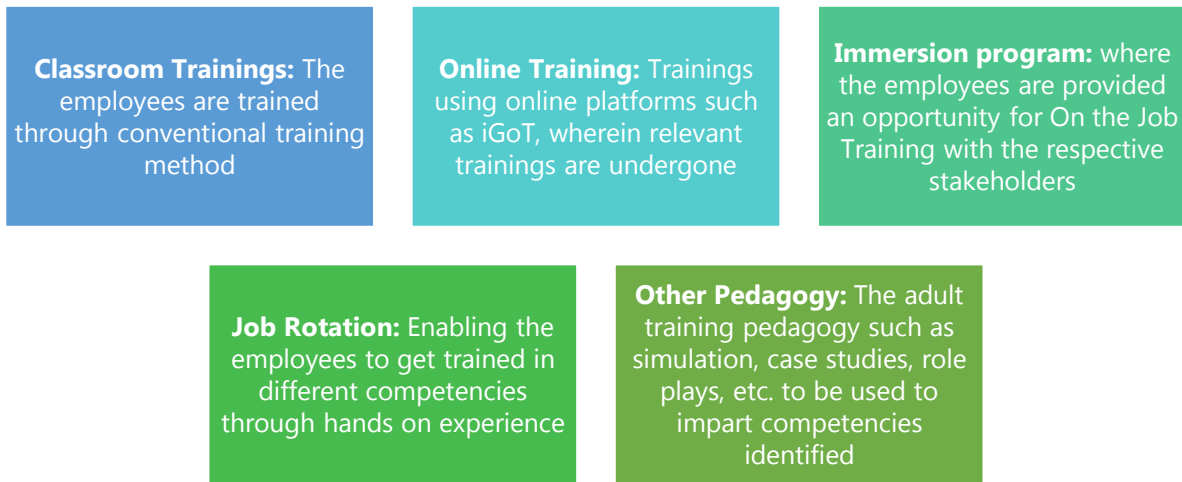 Classroom Trainings: The
employees are trained
through conventional training
method
Online Training: Trainings
using online platforms such
as iGoT, wherein relevant
trainings are undergone
Immersion program: where
the employees are provided
an opportunity for On the Job
Training with the respective
stakeholders
Job Rotation: Enabling the
employees to get trained in
different competencies
through hands on experience
Other Pedagogy: The adult
training pedagogy such as
simulation, case studies, role
plays, etc. to be used to
impart competencies
identified